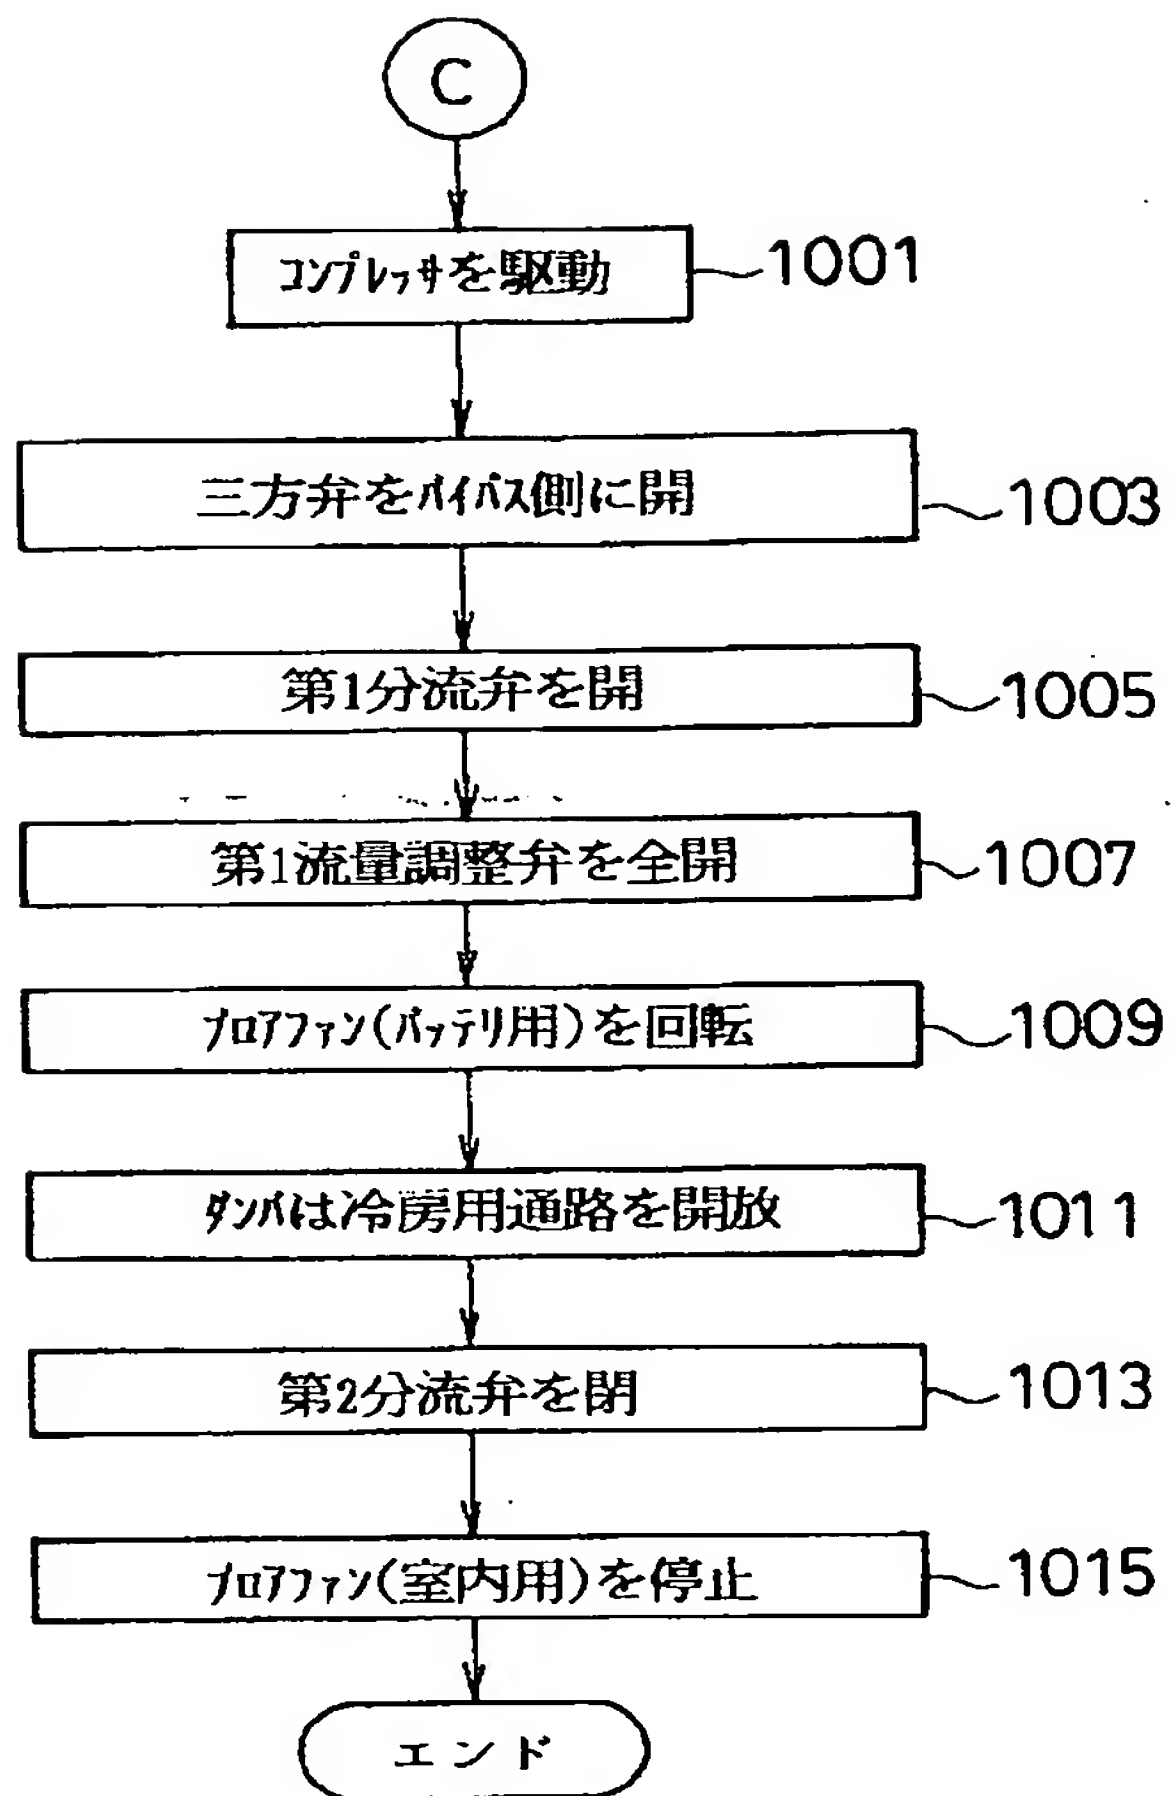 C
コンプレッサを駆動 1001
三方弁をバイパス側に開 1003
第1分流弁を開 1005
第1流量調整弁を全開 1007
ブロアファン(バッテリ用)を回転 1009
ダンパは冷房用通路を開放 1011
第2分流弁を閉 1013
ブロアファン(室内用)を停止 1015
エンド